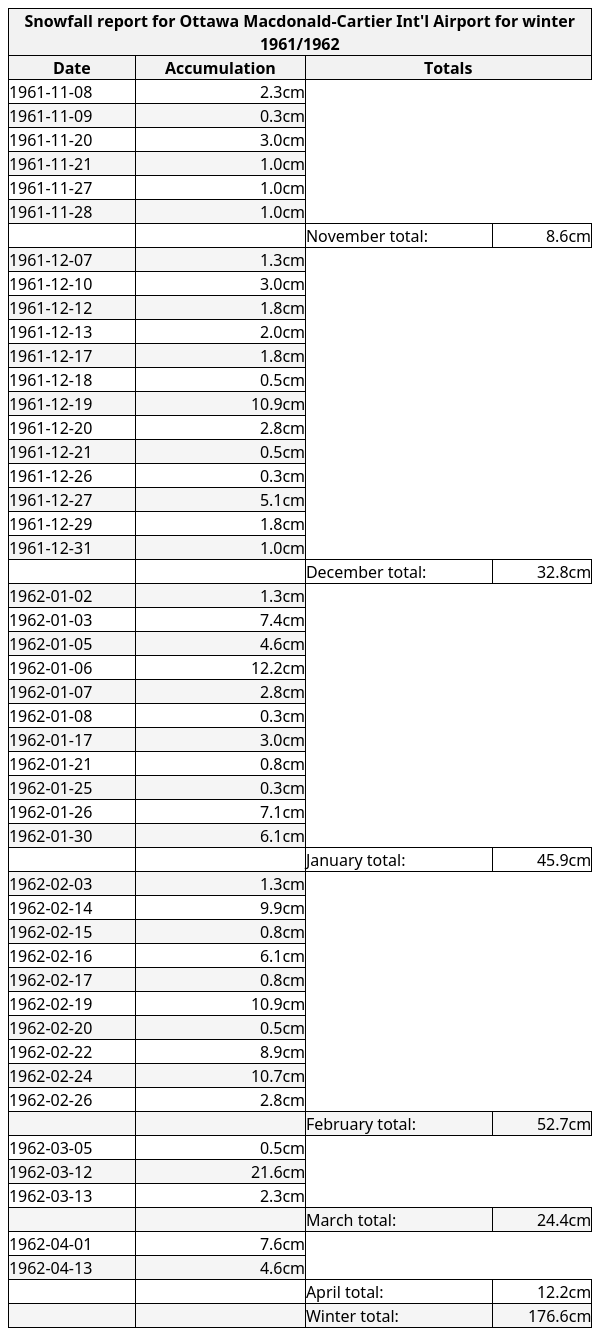 Snowfall report for Ottawa Macdonald-Cartier Int'l Airport for winter
1961/1962
Date Accumulation Totals
1961-11-08 2.3cm
1961-11-09 0.3cm
1961-11-20 3.0cm
1961-11-21 1.0cm
1961-11-27 1.0cm
1961-11-28 1.0cm
November total: 8.6cm
1961-12-07 1.3cm
1961-12-10 3.0cm
1961-12-12 1.8cm
1961-12-13 2.0cm
1961-12-17 1.8cm
1961-12-18 0.5cm
1961-12-19 10.9cm
1961-12-20 2.8cm
1961-12-21 0.5cm
1961-12-26 0.3cm
1961-12-27 5.1cm
1961-12-29 1.8cm
1961-12-31 1.0cm
December total: 32.8cm
1962-01-02 1.3cm
1962-01-03 7.4cm
1962-01-05 4.6cm
1962-01-06 12.2cm
1962-01-07 2.8cm
1962-01-08 0.3cm
1962-01-17 3.0cm
1962-01-21 0.8cm
1962-01-25 0.3cm
1962-01-26 7.1cm
1962-01-30 6.1cm
January total: 45.9cm
1962-02-03 1.3cm
1962-02-14 9.9cm
1962-02-15 0.8cm
1962-02-16 6.1cm
1962-02-17 0.8cm
1962-02-19 10.9cm
1962-02-20 0.5cm
1962-02-22 8.9cm
1962-02-24 10.7cm
1962-02-26 2.8cm
February total: 52.7cm
1962-03-05 0.5cm
1962-03-12 21.6cm
1962-03-13 2.3cm
March total: 24.4cm
1962-04-01 7.6cm
1962-04-13 4.6cm
April total: 12.2cm
Winter total: 176.6cm